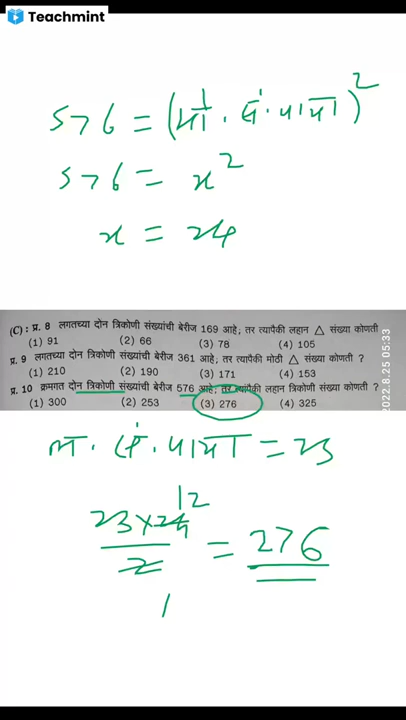 Teachmint
576 = (मो. सं. पाया)²
576 = x²
x = 24
(C) : प्र. 8 लगतच्या दोन त्रिकोणी संख्यांची बेरीज 169 आहे; तर त्यापैकी लहान △ संख्या कोणती
(1) 91 (2) 66 (3) 78 (4) 105
प्र. 9 लगतच्या दोन त्रिकोणी संख्यांची बेरीज 361 आहे; तर त्यापैकी मोठी △ संख्या कोणती ?
(1) 210 (2) 190 (3) 171 (4) 153
प्र. 10 क्रमगत दोन त्रिकोणी संख्यांची बेरीज 576 आहे; तर त्यांपैकी लहान त्रिकोणी संख्या कोणती ?
(1) 300 (2) 253 (3) 276 (4) 325
2022.8.25 05:33
ल. सं. पाया = 23
12
23 × 24
2
= 276
1